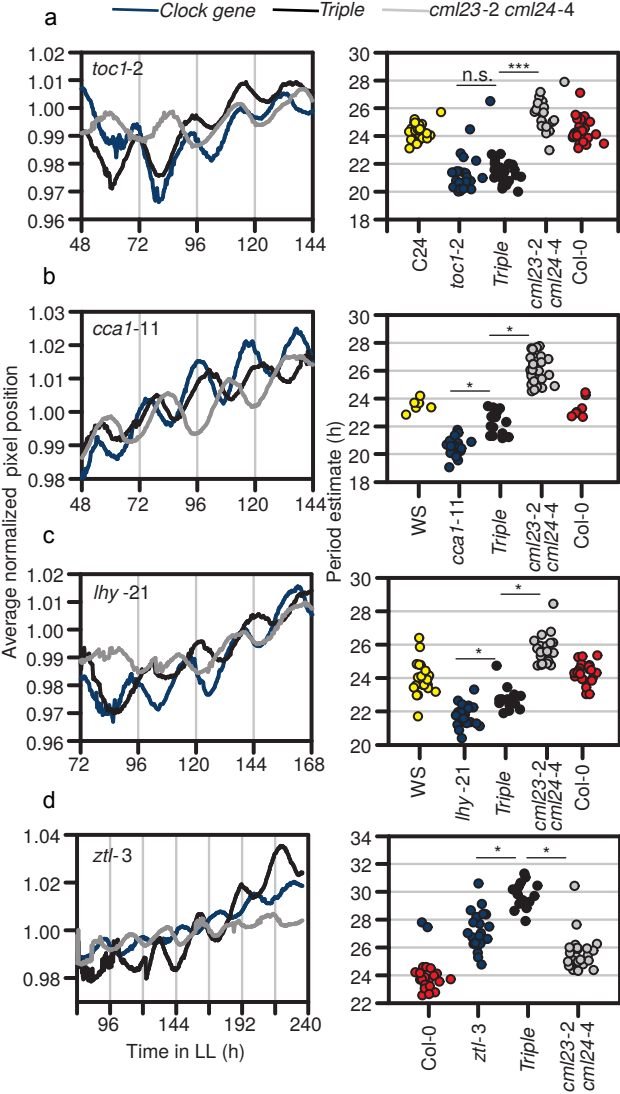 Clock gene Triple cml23-2 cml24-4
a
toc1-2
1.02
1.01
1.00
0.99
0.98
0.97
0.96
48 72 96 120 144
n.s. ***
30
28
26
24
22
20
18
C24 toc1-2 Triple cml23-2 cml24-4 Col-0
b
cca1-11
1.03
1.02
1.01
1.00
0.99
0.98
48 72 96 120 144
* *
30
28
26
24
22
20
18
WS cca1-11 Triple cml23-2 cml24-4 Col-0
Average normalized pixel position
Period estimate (h)
c
lhy -21
1.02
1.01
1.00
0.99
0.98
0.97
0.96
72 96 120 144 168
* *
30
28
26
24
22
20
WS lhy -21 Triple cml23-2 cml24-4 Col-0
d
ztl-3
1.04
1.02
1.00
0.98
96 144 192 240
Time in LL (h)
* *
34
32
30
28
26
24
22
Col-0 ztl-3 Triple cml23-2 cml24-4